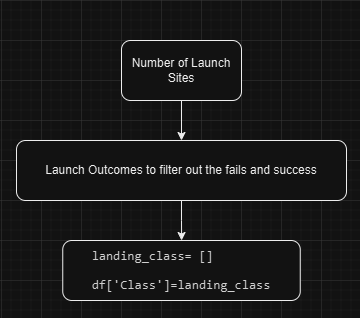 Number of Launch
Sites
Launch Outcomes to filter out the fails and success
landing_class= []
df['Class']=landing_class